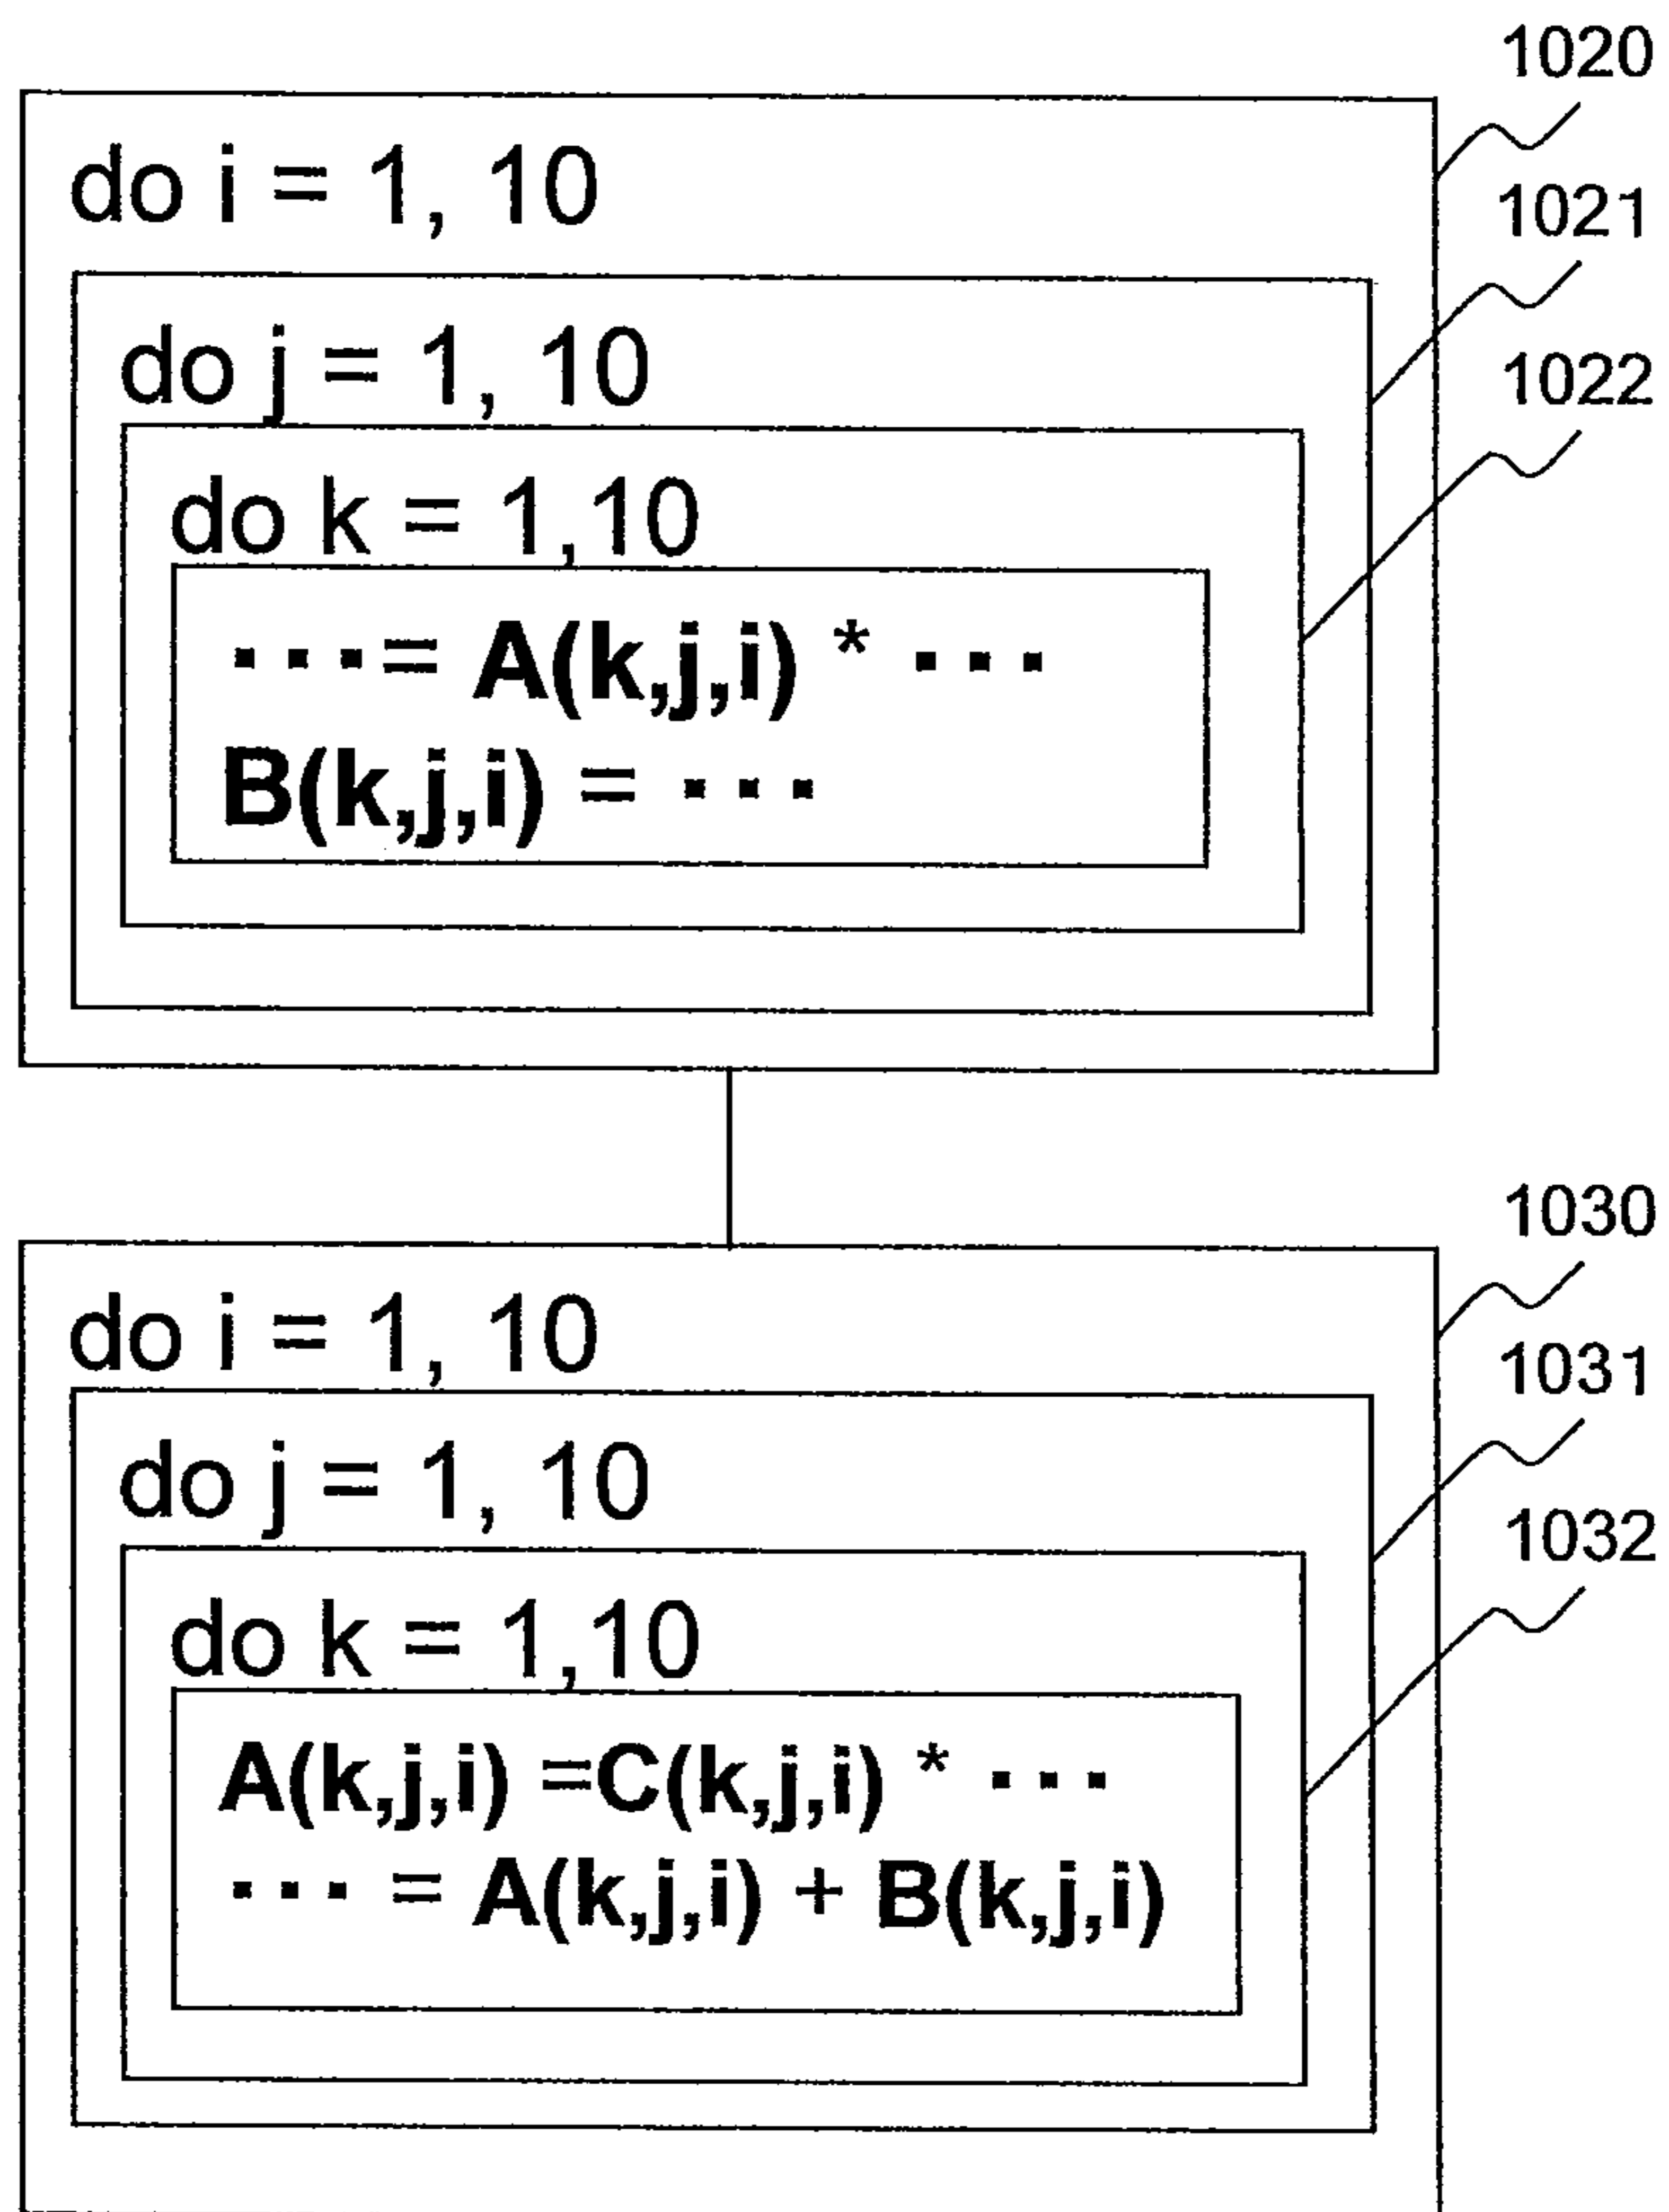 1020
do i = 1, 10
1021
do j = 1, 10
1022
do k = 1,10
▪▪▪= A(k,j,i) * ▪▪▪
B(k,j,i) = ▪▪▪
1030
do i = 1, 10
1031
do j = 1, 10
1032
do k = 1,10
A(k,j,i) =C(k,j,i) * ▪▪▪
▪▪▪ = A(k,j,i) + B(k,j,i)